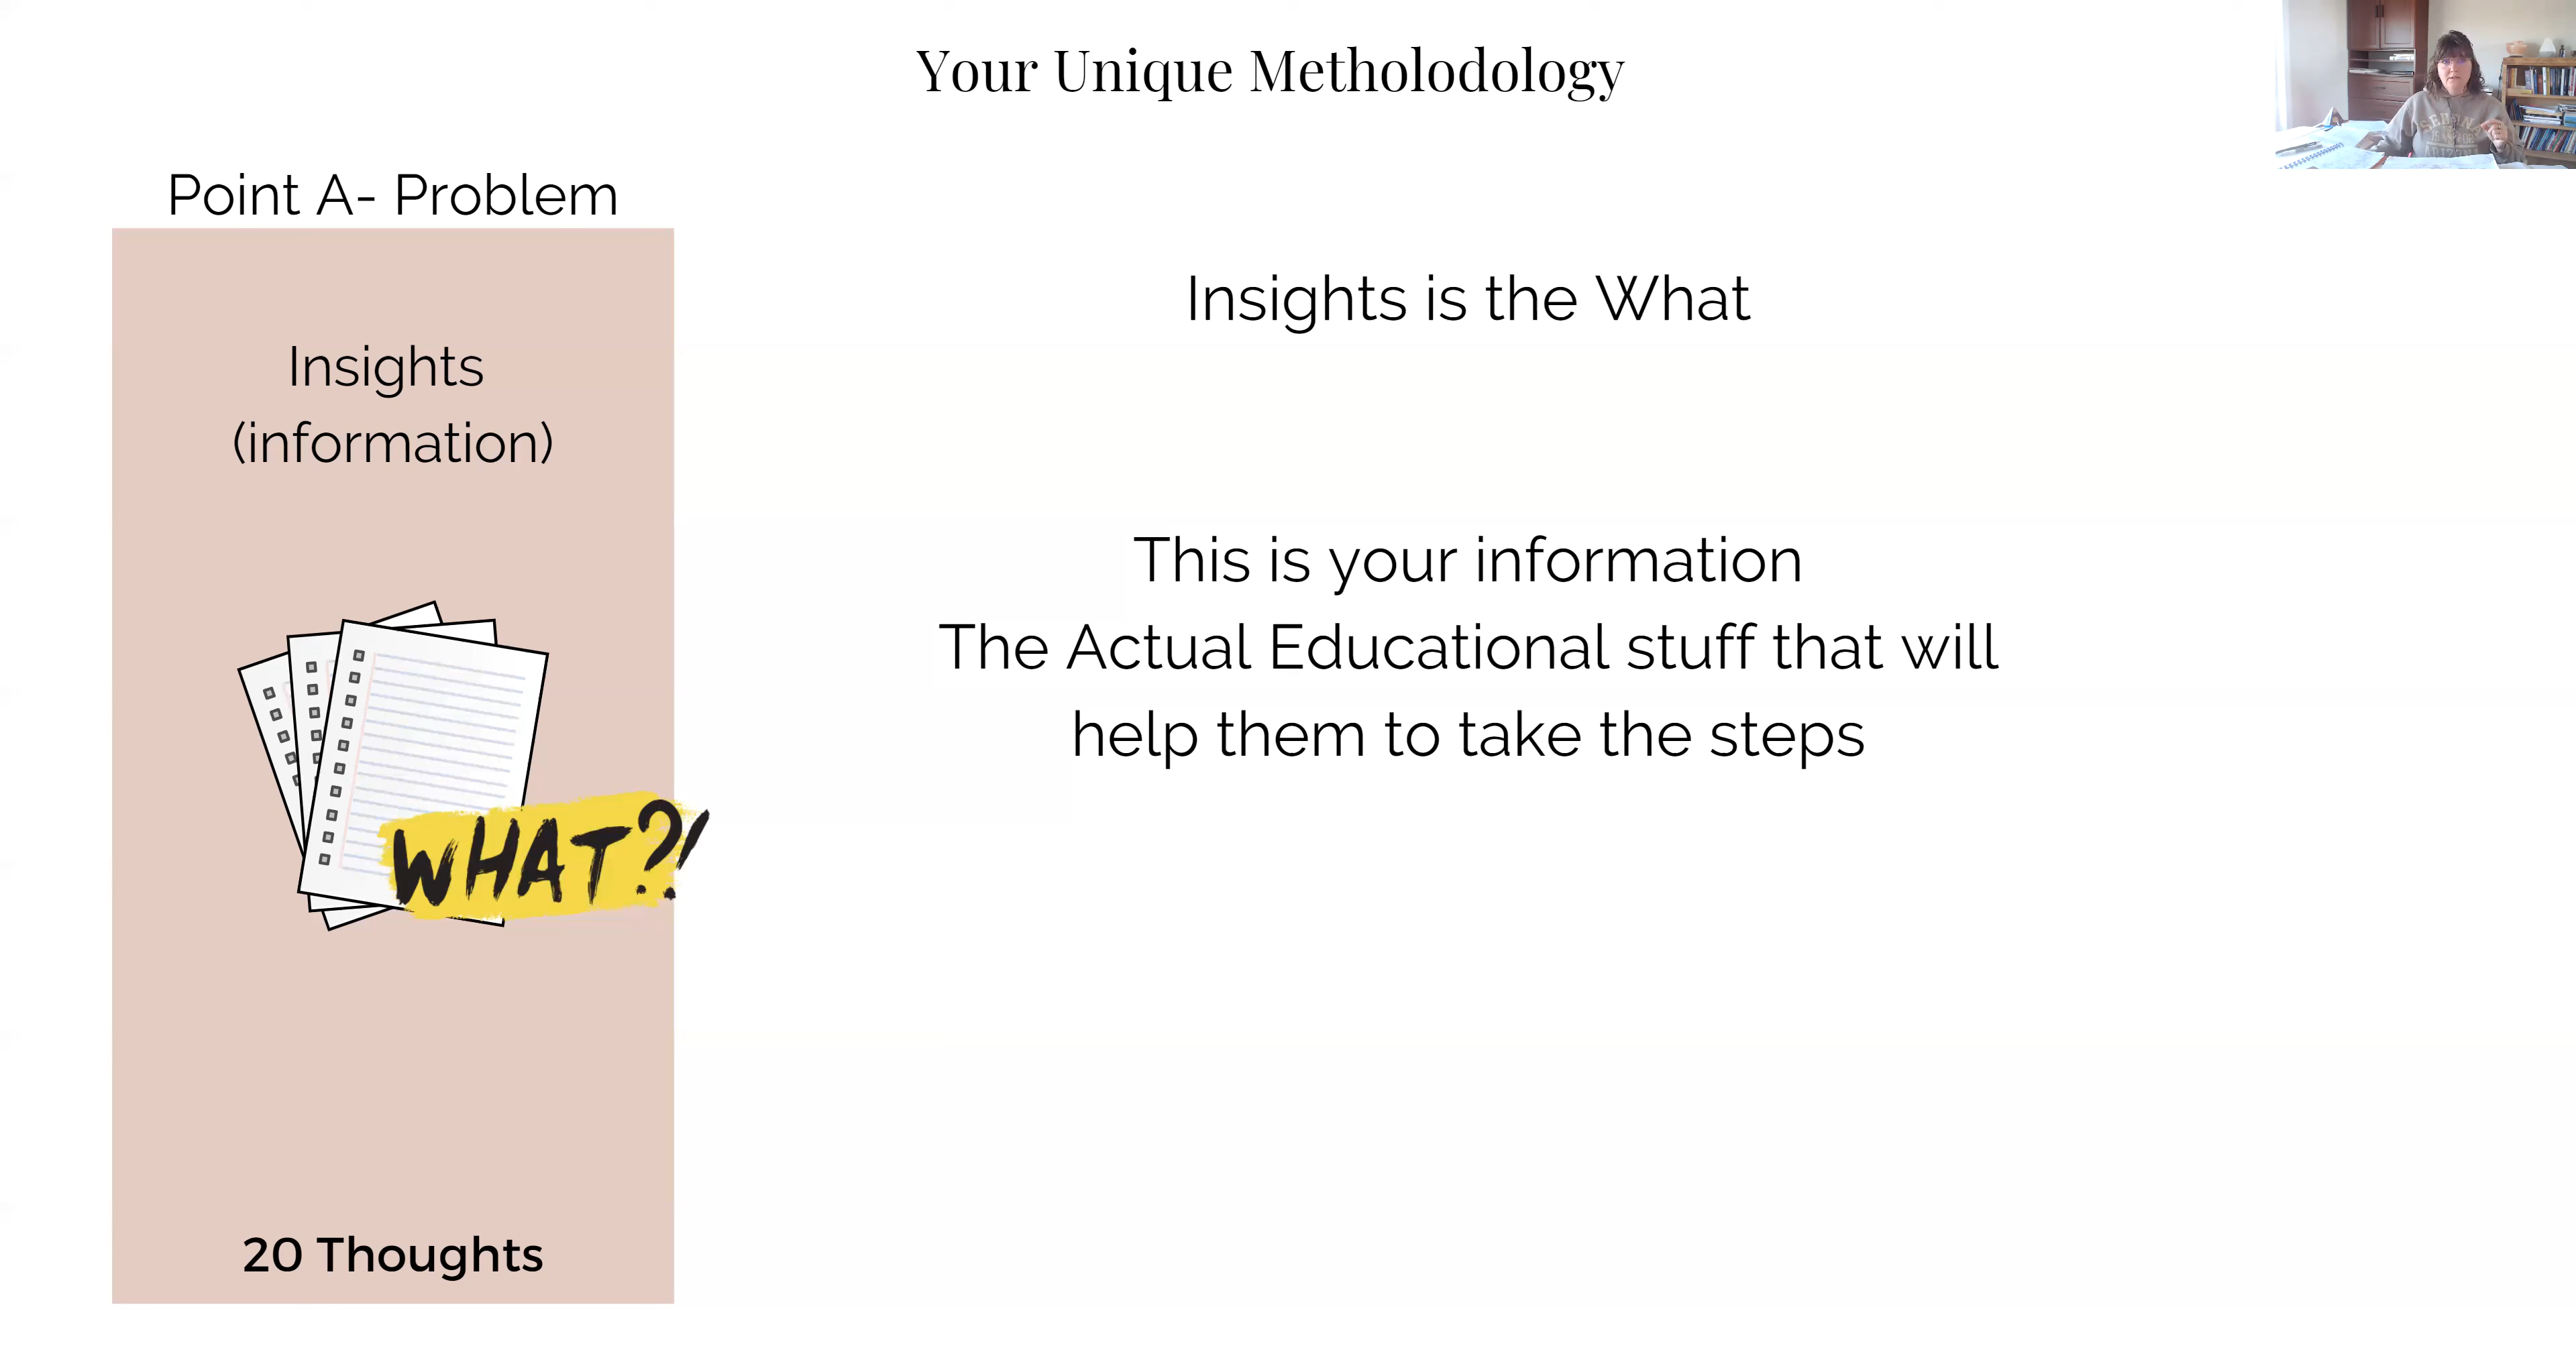 Your Unique Metholodology
Point A- Problem
Insights
(information)
WHAT?!
20 Thoughts
Insights is the What
This is your information
The Actual Educational stuff that will
help them to take the steps